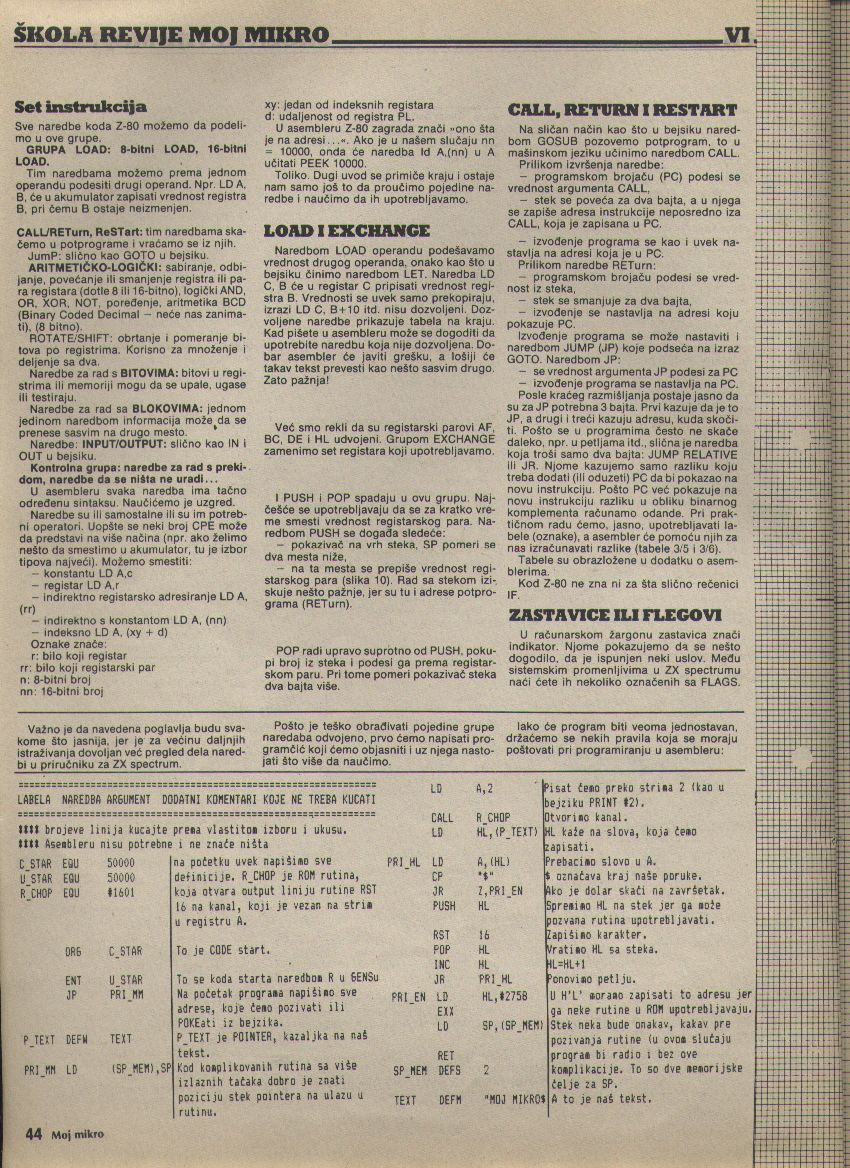 ŠKOLA REVIJE MOJ MIKRO VI.
Set instrukcija
Sve naredbe koda Z-80 možemo da podeli-
mo u ove grupe.
GRUPA LOAD: 8-bitni LOAD, 16-bitni
LOAD.
Tim naredbama možemo prema jednom
operandu podesiti drugi operand. Npr. LD A,
B, će u akumulator zapisati vrednost registra
B, pri čemu B ostaje neizmenjen.
CALL/RETurn, ReSTart: tim naredbama ska-
čemo u potprograme i vraćamo se iz njih.
JumP: slično kao GOTO u bejsiku.
ARITMETIČKO-LOGIČKI: sabiranje, odbi-
janje, povećanje ili smanjenje registra ili pa-
ra registara (dotle 8 ili 16-bitno), logički AND,
OR, XOR, NOT, poređenje, aritmetika BCD
(Binary Coded Decimal — neće nas zanima-
ti), (8 bitno).
ROTATE/SHIFT: obrtanje i pomeranje bi-
tova po registrima. Korisno za množenje i
deljenje sa dva.
Naredbe za rad s BITOVIMA: bitovi u regi-
strima ili memoriji mogu da se upale, ugase
ili testiraju.
Naredbe za rad sa BLOKOVIMA: jednom
jedinom naredbom informacija može da se
prenese sasvim na drugo mesto.
Naredbe: INPUT/OUTPUT: slično kao IN i
OUT u bejsiku.
Kontrolna grupa: naredbe za rad s preki-
dom, naredbe da se ništa ne uradi...
U asembleru svaka naredba ima tačno
određenu sintaksu. Naučićemo je uzgred.
Naredbe su ili samostalne ili su im potreb-
ni operatori. Uopšte se neki broj CPE može
da predstavi na više načina (npr. ako želimo
nešto da smestimo u akumulator, tu je izbor
tipova najveći). Možemo smestiti:
— konstantu LD A,c
— registar LD A,r
— indirektno registarsko adresiranje LD A,
(rr)
— indirektno s konstantom LD A, (nn)
— indeksno LD A, (xy + d)
Oznake znače:
r: bilo koji registar
rr: bilo koji registarski par
n: 8-bitni broj
nn: 16-bitni broj
xy: jedan od indeksnih registara
d: udaljenost od registra PL.
U asembleru Z-80 zagrada znači »ono šta
je na adresi...«. Ako je u našem slučaju nn
= 10000, onda će naredba ld A,(nn) u A
učitati PEEK 10000.
Toliko. Dugi uvod se primiče kraju i ostaje
nam samo još to da proučimo pojedine na-
redbe i naučimo da ih upotrebljavamo.
LOAD I EXCHANGE
Naredbom LOAD operandu podešavamo
vrednost drugog operanda, onako kao što u
bejsiku činimo naredbom LET. Naredba LD
C, B će u registar C pripisati vrednost regi-
stra B. Vrednosti se uvek samo prekopiraju,
izrazi LD C, B+10 itd. nisu dozvoljeni. Doz-
voljene naredbe prikazuje tabela na kraju.
Kad pišete u asembleru može se dogoditi da
upotrebite naredbu koja nije dozvoljena. Do-
bar asembler će javiti grešku, a lošiji će
takav tekst prevesti kao nešto sasvim drugo.
Zato pažnja!
Već smo rekli da su registarski parovi AF,
BC, DE i HL udvojeni. Grupom EXCHANGE
zamenimo set registara koji upotrebljavamo.
I PUSH i POP spadaju u ovu grupu. Naj-
češće se upotrebljavaju da se za kratko vre-
me smesti vrednost registarskog para. Na-
redbom PUSH se događa sledeće:
— pokazivač na vrh steka, SP pomeri se
dva mesta niže,
— na ta mesta se prepiše vrednost regi-
starskog para (slika 10). Rad sa stekom izi-
skuje nešto pažnje, jer su tu i adrese potpro-
grama (RETurn).
POP radi upravo suprotno od PUSH, poku-
pi broj iz steka i podesi ga prema registar-
skom paru. Pri tome pomeri pokazivač steka
dva bajta više.
CALL, RETURN I RESTART
Na sličan način kao što u bejsiku nared-
bom GOSUB pozovemo potprogram, to u
mašinskom jeziku učinimo naredbom CALL.
Prilikom izvršenja naredbe:
— programskom brojaču (PC) podesi se
vrednost argumenta CALL,
— stek se poveća za dva bajta, a u njega
se zapiše adresa instrukcije neposredno iza
CALL, koja je zapisana u PC.
— izvođenje programa se kao i uvek na-
stavlja na adresi koja je u PC.
Prilikom naredbe RETurn:
— programskom brojaču podesi se vred-
nost iz steka,
— stek se smanjuje za dva bajta,
— izvođenje se nastavlja na adresi koju
pokazuje PC.
Izvođenje programa se može nastaviti i
naredbom JUMP (JP) koje podseća na izraz
GOTO. Naredbom JP:
— se vrednost argumenta JP podesi za PC
— izvođenje programa se nastavlja na PC.
Posle kraćeg razmišljanja postaje jasno da
su za JP potrebna 3 bajta. Prvi kazuje da je to
JP, a drugi i treći kazuju adresu, kuda skoči-
ti. Pošto se u programima često ne skače
daleko, npr. u petljama itd., slična je naredba
koja troši samo dva bajta: JUMP RELATIVE
ili JR. Njome kazujemo samo razliku koju
treba dodati (ili oduzeti) PC da bi pokazao na
novu instrukciju. Pošto PC već pokazuje na
novu instrukciju razliku u obliku binarnog
komplementa računamo odande. Pri prak-
tičnom radu ćemo, jasno, upotrebljavati la-
bele (oznake), a asembler će pomoću njih za
nas izračunavati razlike (tabele 3/5 i 3/6).
Tabele su obrazložene u dodatku o asem-
blerima.
Kod Z-80 ne zna ni za šta slično rečenici
IF.
ZASTAVICE ILI FLEGOVI
U računarskom žargonu zastavica znači
indikator. Njome pokazujemo da se nešto
dogodilo, da je ispunjen neki uslov. Među
sistemskim promenljivima u ZX spectrumu
naći ćete ih nekoliko označenih sa FLAGS.
Važno je da navedena poglavlja budu sva-
kome što jasnija, jer je za većinu daljnjih
istraživanja dovoljan već pregled dela nared-
bi u priručniku za ZX spectrum.
Pošto je teško obrađivati pojedine grupe
naredaba odvojeno, prvo ćemo napisati pro-
gramčić koji ćemo objasniti i uz njega nasto-
jati što više da naučimo.
Iako će program biti veoma jednostavan,
držaćemo se nekih pravila koja se moraju
poštovati pri programiranju u asembleru:
LABELA NAREDBA ARGUMENT DODATNI KOMENTARI KOJE NE TREBA KUCATI
**** brojeve linija kucajte prema vlastitom izboru i ukusu.
**** Asembleru nisu potrebne i ne znače ništa
C_STAR EQU 50000 na početku uvek napišimo sve
U_STAR EQU 50000 definicije. R_CHOP je ROM rutina,
R_CHOP EQU #1601 koja otvara output liniju rutine RST
16 na kanal, koji je vezan na strim
u registru A.
ORG C_STAR To je CODE start.
ENT U_STAR To se koda starta naredbom R u GENSu
JP PRI_MM Na početak programa napišimo sve
adrese, koje ćemo pozivati ili
POKEati iz bejzika.
P_TEXT DEFW TEXT P_TEXT je POINTER, kazaljka na naš
tekst.
PRI_MM LD (SP_MEM),SP Kod komplikovanih rutina sa više
izlaznih tačaka dobro je znati
poziciju stek pointera na ulazu u
rutinu.
LD A,2 Pisat ćemo preko strima 2 (kao u
bejziku PRINT #2).
CALL R_CHOP Otvorimo kanal.
LD HL,(P_TEXT) HL kaže na slova, koja ćemo
zapisati.
PRI_HL LD A,(HL) Prebacimo slovo u A.
CP "$" $ označava kraj naše poruke.
JR Z,PRI_EN Ako je dolar skači na završetak.
PUSH HL Spremimo HL na stek jer ga može
pozvana rutina upotrebljavati.
RST 16 Zapišimo karakter.
POP HL Vratimo HL sa steka.
INC HL HL=HL+1
JR PRI_HL Ponovimo petlju.
PRI_EN LD HL,#2758 U H'L' moramo zapisati to adresu jer
EXX ga neke rutine u ROM upotrebljavaju.
LD SP,(SP_MEM) Stek neka bude onakav, kakav pre
pozivanja rutine (u ovom slučaju
RET program bi radio i bez ove
SP_MEM DEFS 2 komplikacije. To so dve memorijske
čelje za SP.
TEXT DEFM "MOJ MIKRO$ A to je naš tekst.
44 Moj mikro